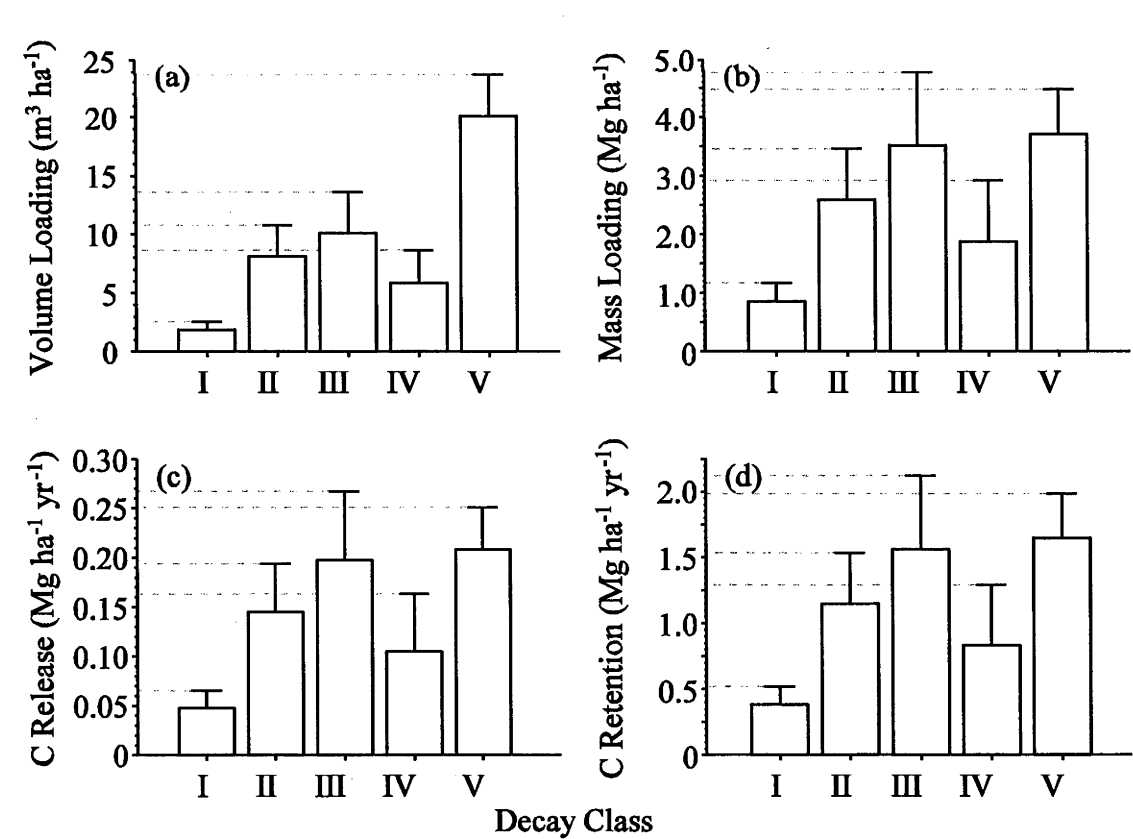 Volume Loading (m³ ha⁻¹)
25
20
15
10
5
0
(a)
I II III IV V
Mass Loading (Mg ha⁻¹)
5.0
4.0
3.0
2.0
1.0
0
(b)
I II III IV V
C Release (Mg ha⁻¹ yr⁻¹)
0.30
0.25
0.20
0.15
0.10
0.05
0
(c)
I II III IV V
C Retention (Mg ha⁻¹ yr⁻¹)
2.0
1.5
1.0
0.5
0
(d)
I II III IV V
Decay Class